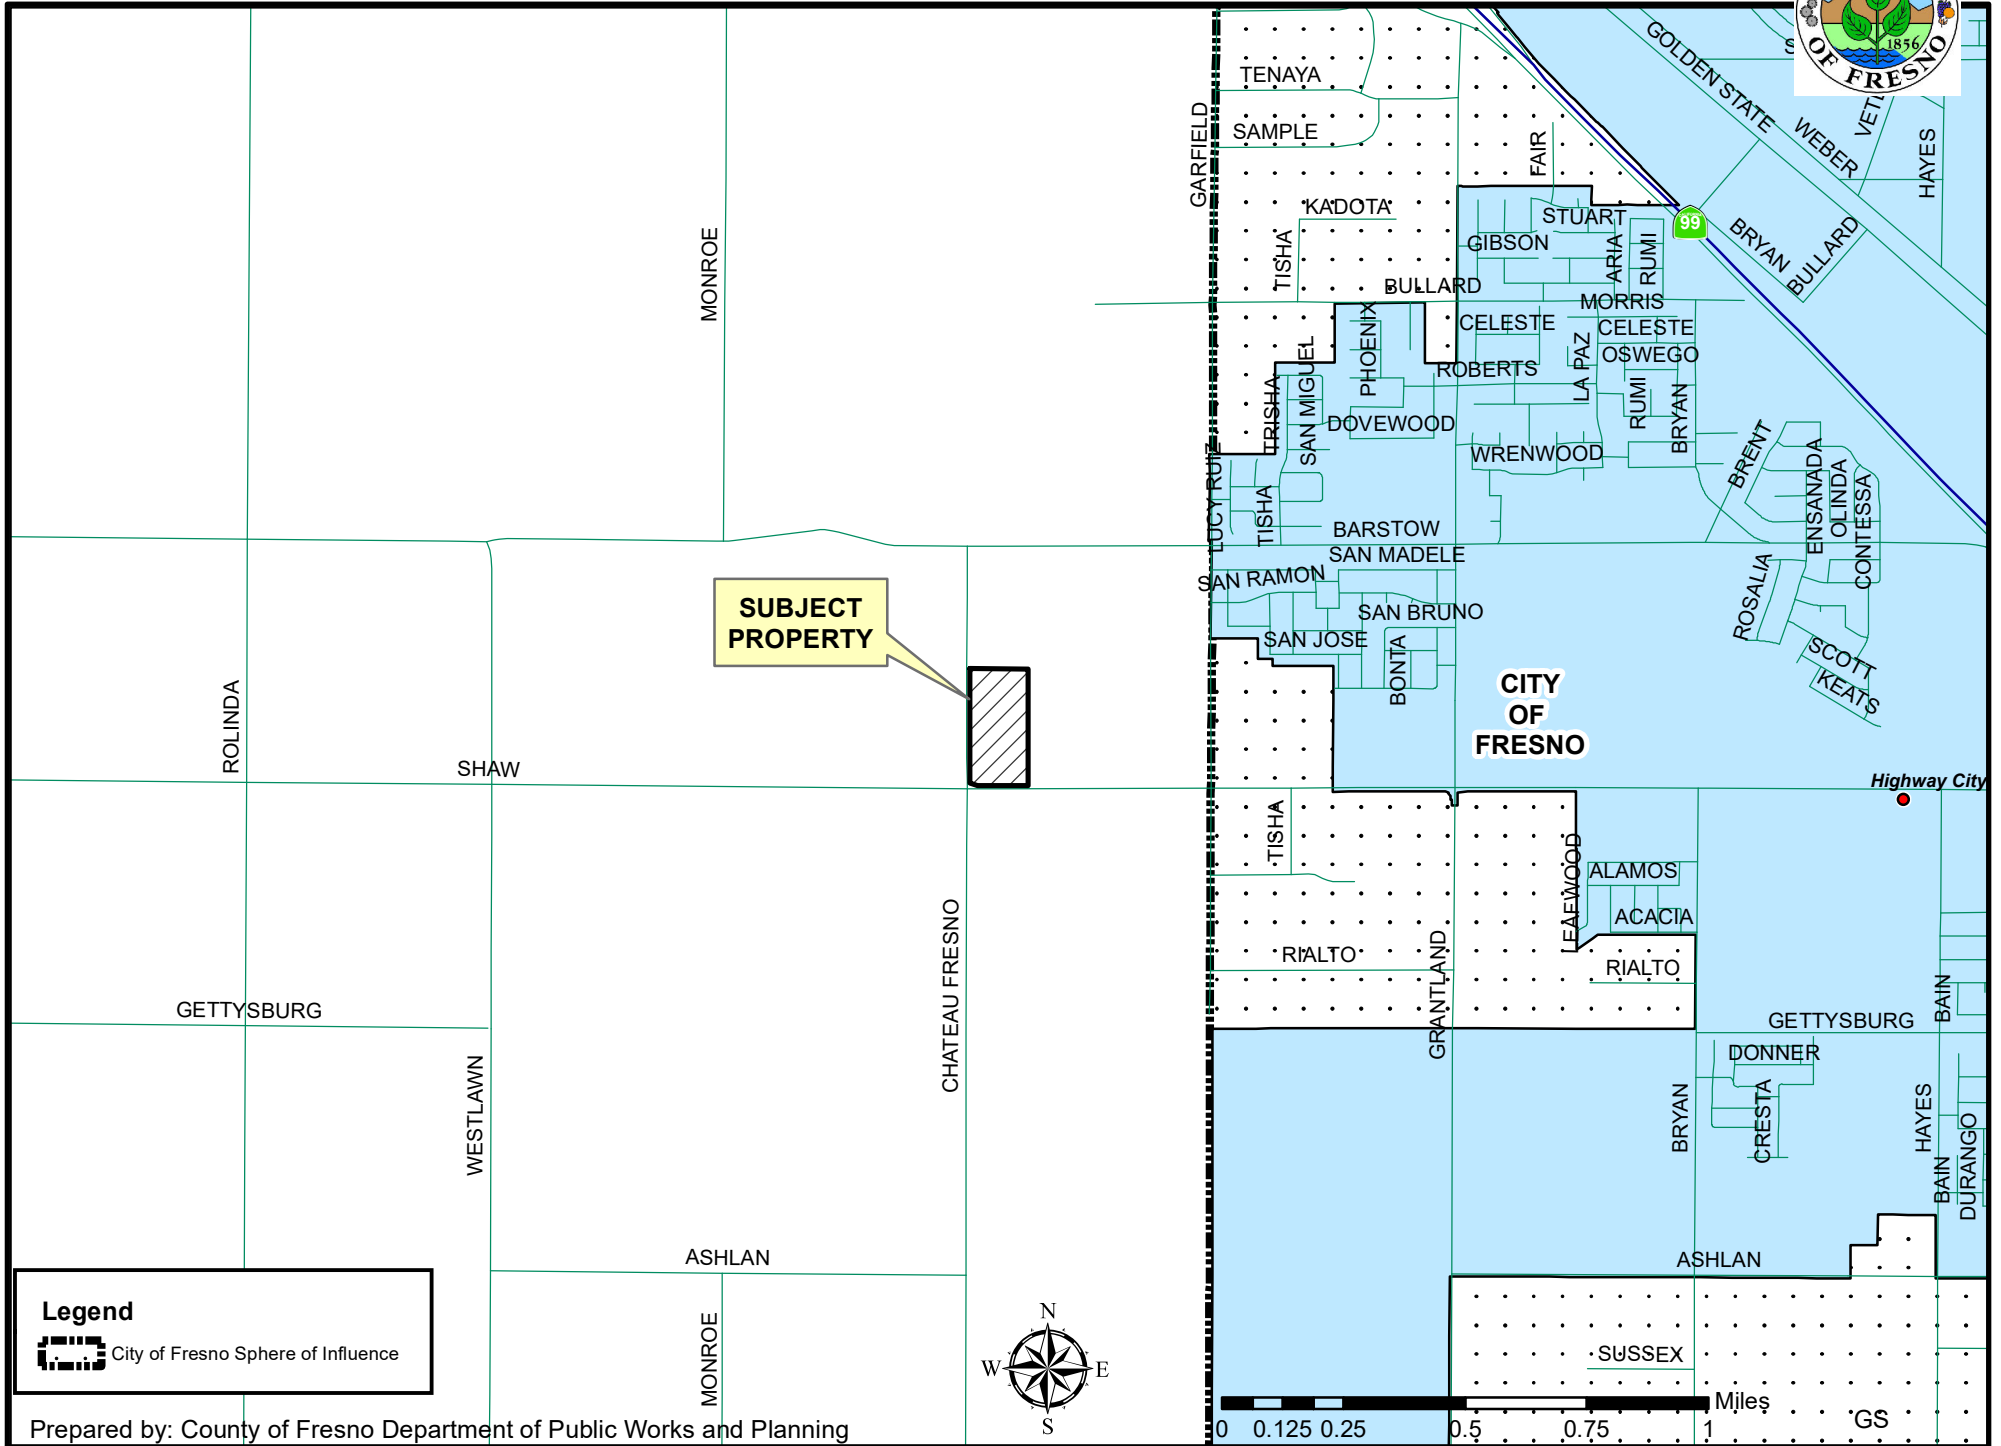 1856
OF FRESNO
GOLDEN STATE
WEBER
HAYES
TENAYA
SAMPLE
GARFIELD
FAIR
KADOTA
TISHA
MONROE
STUART
GIBSON
ARIA
RUMI
99
BRYAN
BULLARD
BULLARD
MORRIS
PHOENIX
CELESTE
CELESTE
OSWEGO
LA PAZ
ROBERTS
SAN MIGUEL
TRISHA
DOVEWOOD
RUMI
BRYAN
WRENWOOD
BRENT
ENSANADA
OLINDA
CONTESSA
LUCY RUIZ
TISHA
BARSTOW
SAN MADELE
SAN RAMON
SAN BRUNO
SAN JOSE
BONTA
ROSALIA
SCOTT
KEATS
SUBJECT
PROPERTY
CITY
OF
FRESNO
ROLINDA
SHAW
Highway City
TISHA
LEAFWOOD
ALAMOS
ACACIA
CHATEAU FRESNO
RIALTO
GRANTLAND
RIALTO
BAIN
GETTYSBURG
GETTYSBURG
DONNER
CRESTA
WESTLAWN
BRYAN
HAYES
BAIN
DURANGO
ASHLAN
ASHLAN
MONROE
SUSSEX
Legend
City of Fresno Sphere of Influence
N
W
E
S
Miles
0 0.125 0.25 0.5 0.75 1
GS
Prepared by: County of Fresno Department of Public Works and Planning